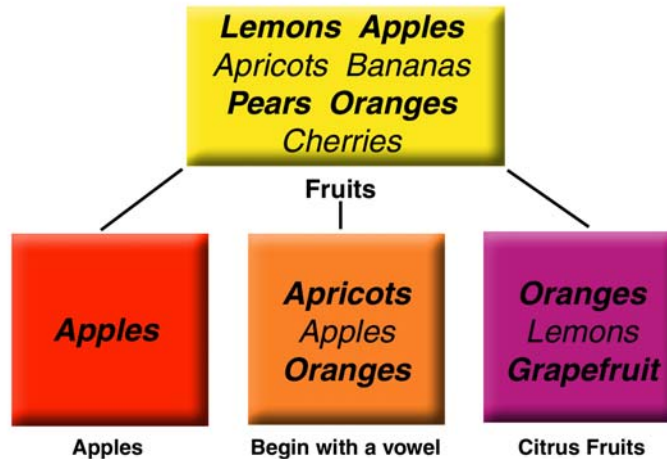 Lemons Apples
Apricots Bananas
Pears Oranges
Cherries
Fruits
Apples
Apricots
Apples
Oranges
Oranges
Lemons
Grapefruit
Apples
Begin with a vowel
Citrus Fruits